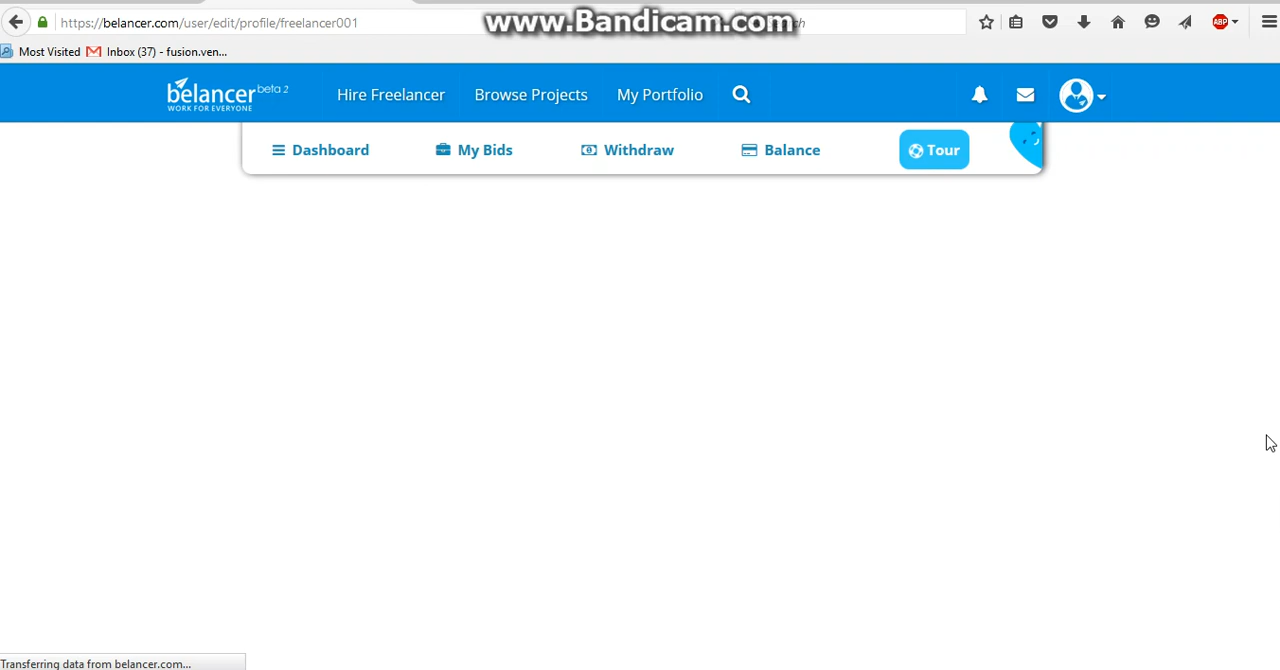 https://belancer.com/user/edit/profile/freelancer001
www.Bandicam.com
ch
ABP
Most Visited
Inbox (37) - fusion.ven...
belancer beta 2
WORK FOR EVERYONE
Hire Freelancer
Browse Projects
My Portfolio
Dashboard
My Bids
Withdraw
Balance
Tour
Transferring data from belancer.com...